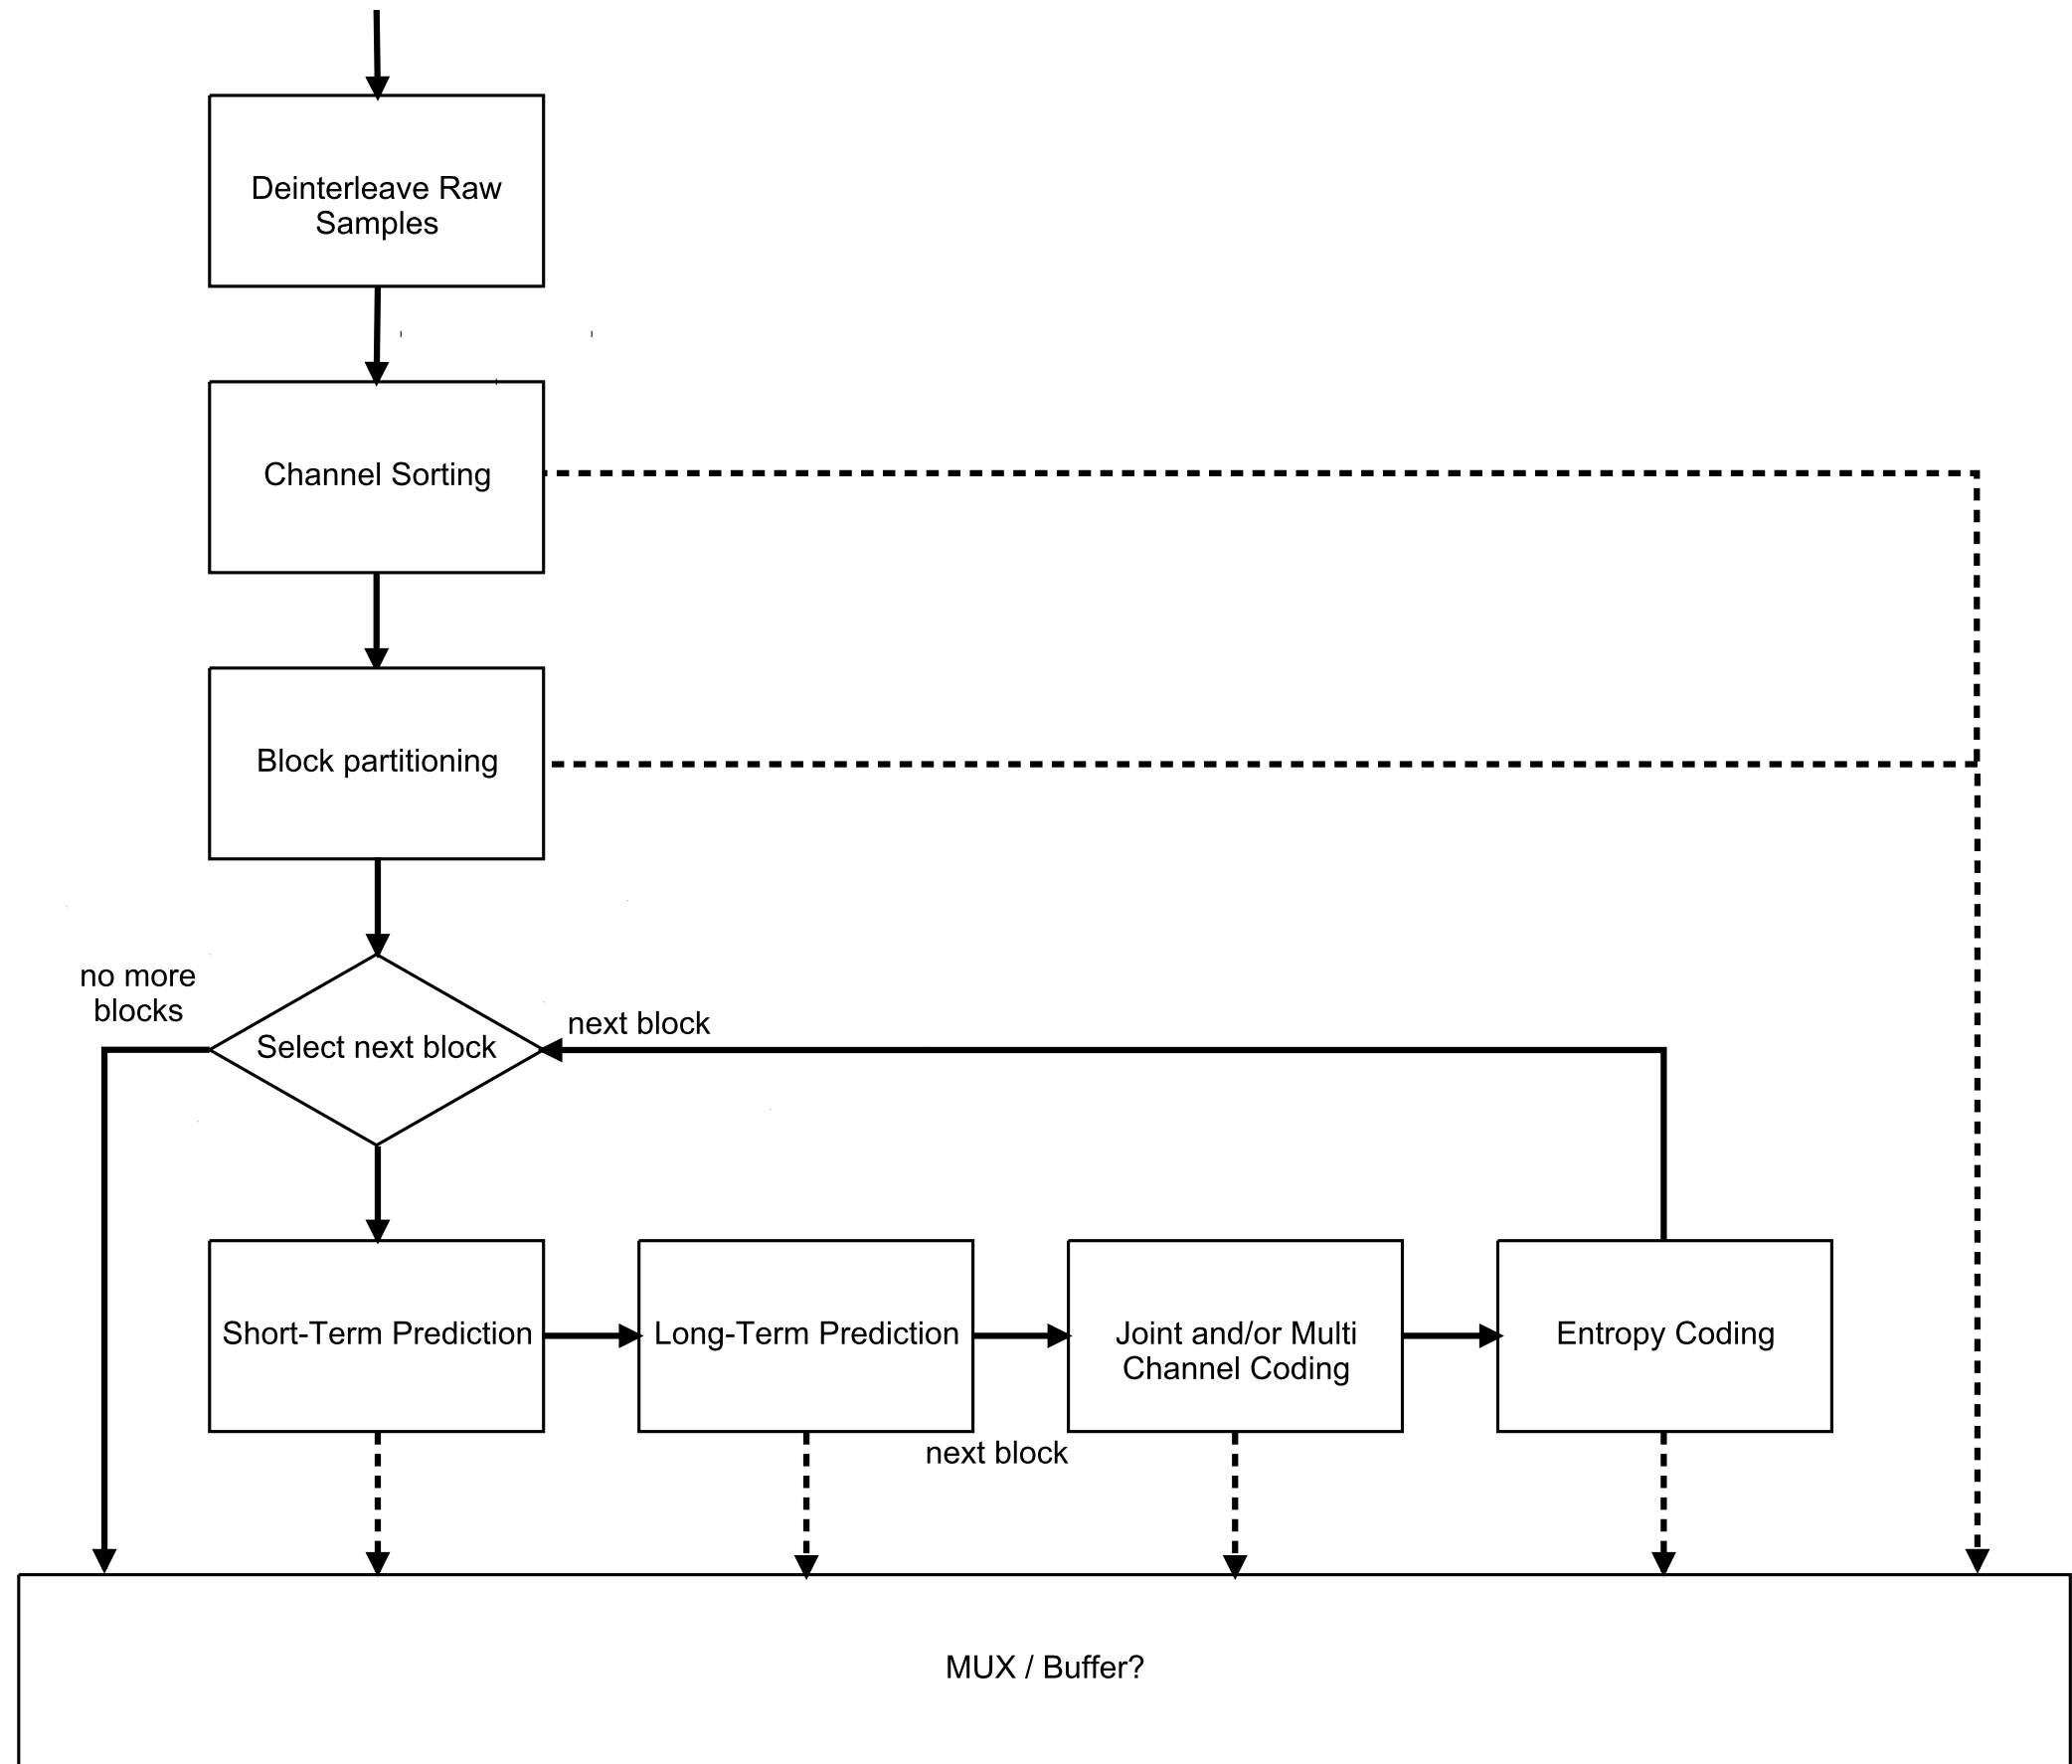 Deinterleave Raw
Samples
Channel Sorting
Block partitioning
no more
blocks
Select next block
next block
Short-Term Prediction
Long-Term Prediction
Joint and/or Multi
Channel Coding
Entropy Coding
next block
MUX / Buffer?